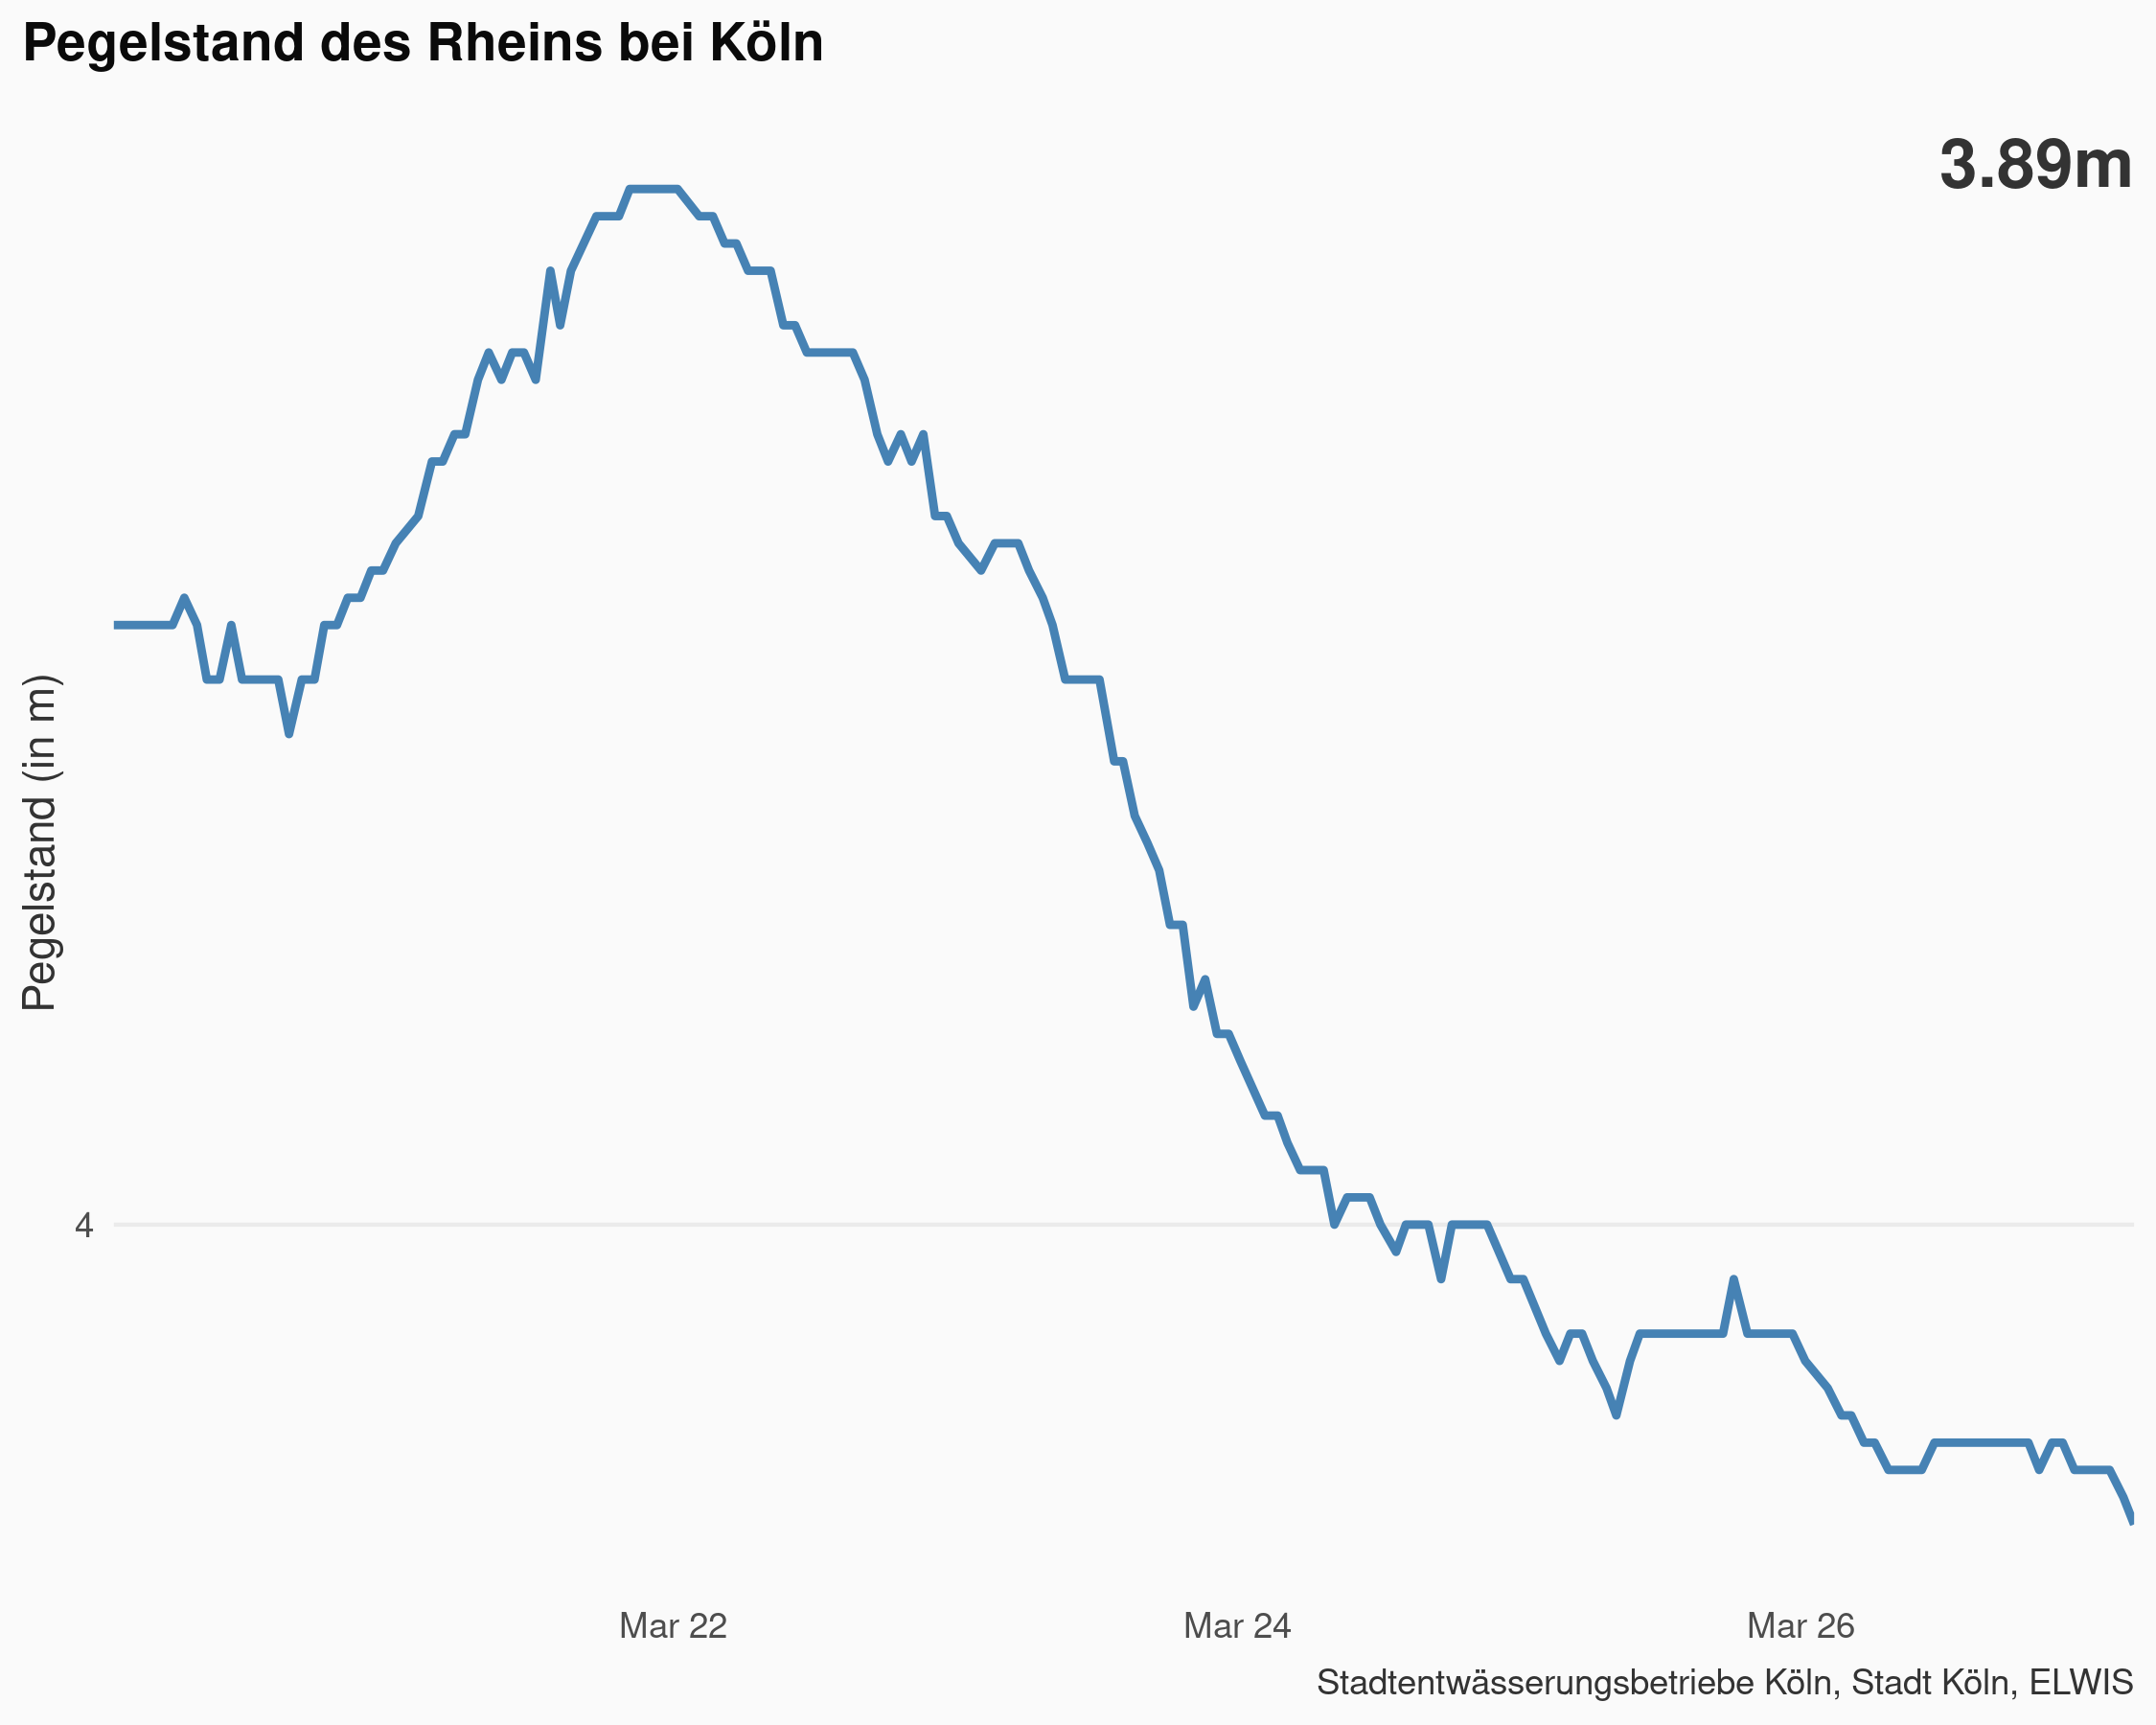 Pegelstand des Rheins bei Köln
3.89m
Pegelstand (in m)
4
Mar 22
Mar 24
Mar 26
Stadtentwässerungsbetriebe Köln, Stadt Köln, ELWIS